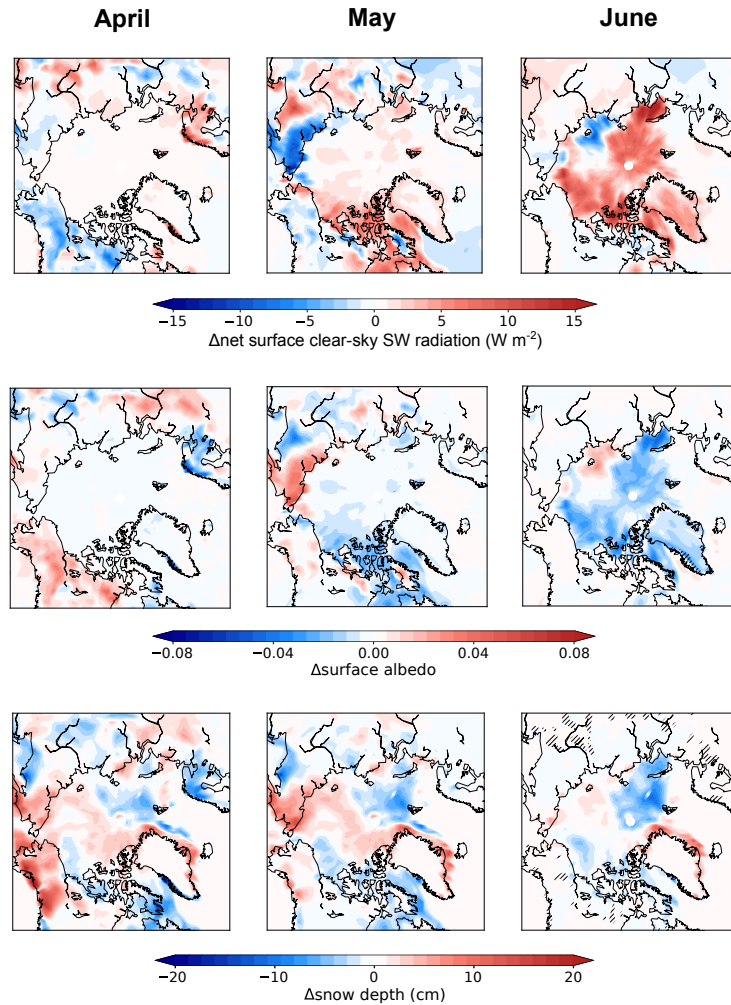 April May June
−15 −10 −5 0 5 10 15
Δnet surface clear-sky SW radiation (W m-2)
−0.08 −0.04 0.00 0.04 0.08
Δsurface albedo
−20 −10 0 10 20
Δsnow depth (cm)